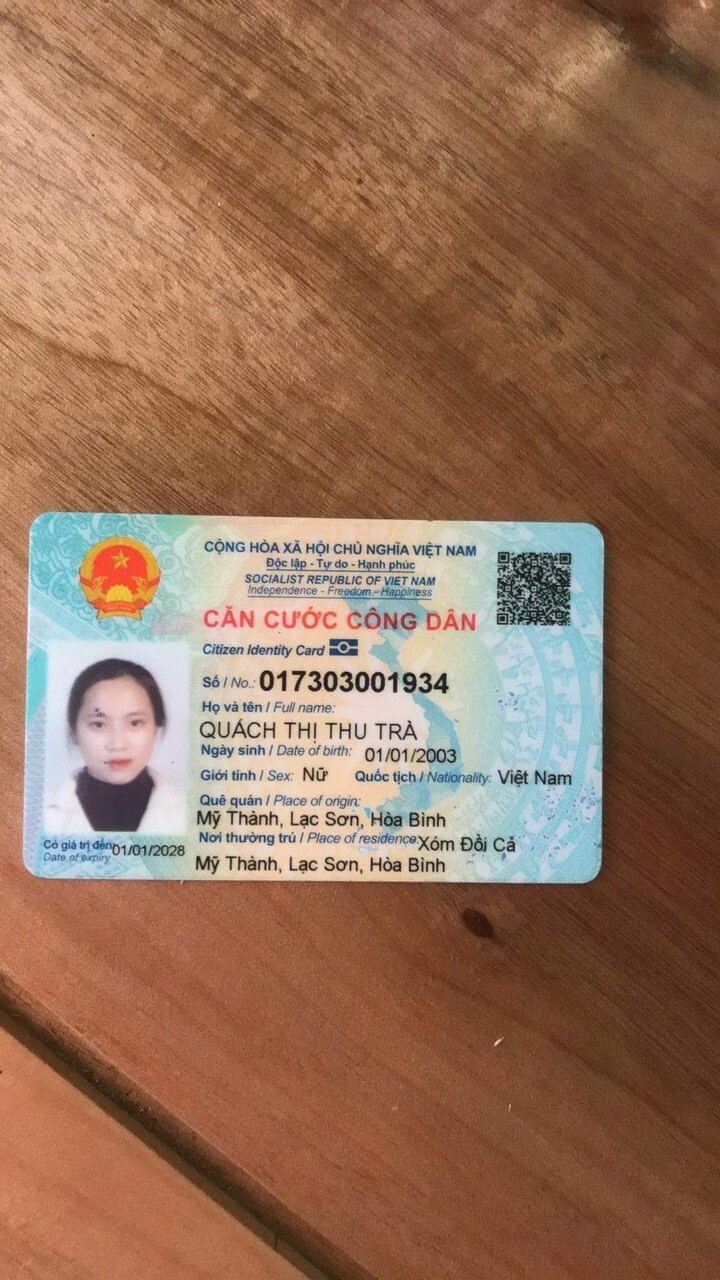 CỘNG HÒA XÃ HỘI CHỦ NGHĨA VIỆT NAM
Độc lập - Tự do - Hạnh phúc
SOCIALIST REPUBLIC OF VIET NAM
Independence - Freedom - Happiness
CĂN CƯỚC CÔNG DÂN
Citizen Identity Card
Số / No.: 017303001934
Họ và tên / Full name:
QUÁCH THỊ THU TRÀ
Ngày sinh / Date of birth: 01/01/2003
Giới tính / Sex: Nữ Quốc tịch / Nationality: Việt Nam
Quê quán / Place of origin:
Mỹ Thành, Lạc Sơn, Hòa Bình
Nơi thường trú / Place of residence: Xóm Đồi Cả
Mỹ Thành, Lạc Sơn, Hòa Bình
Có giá trị đến: 01/01/2028
Date of expiry